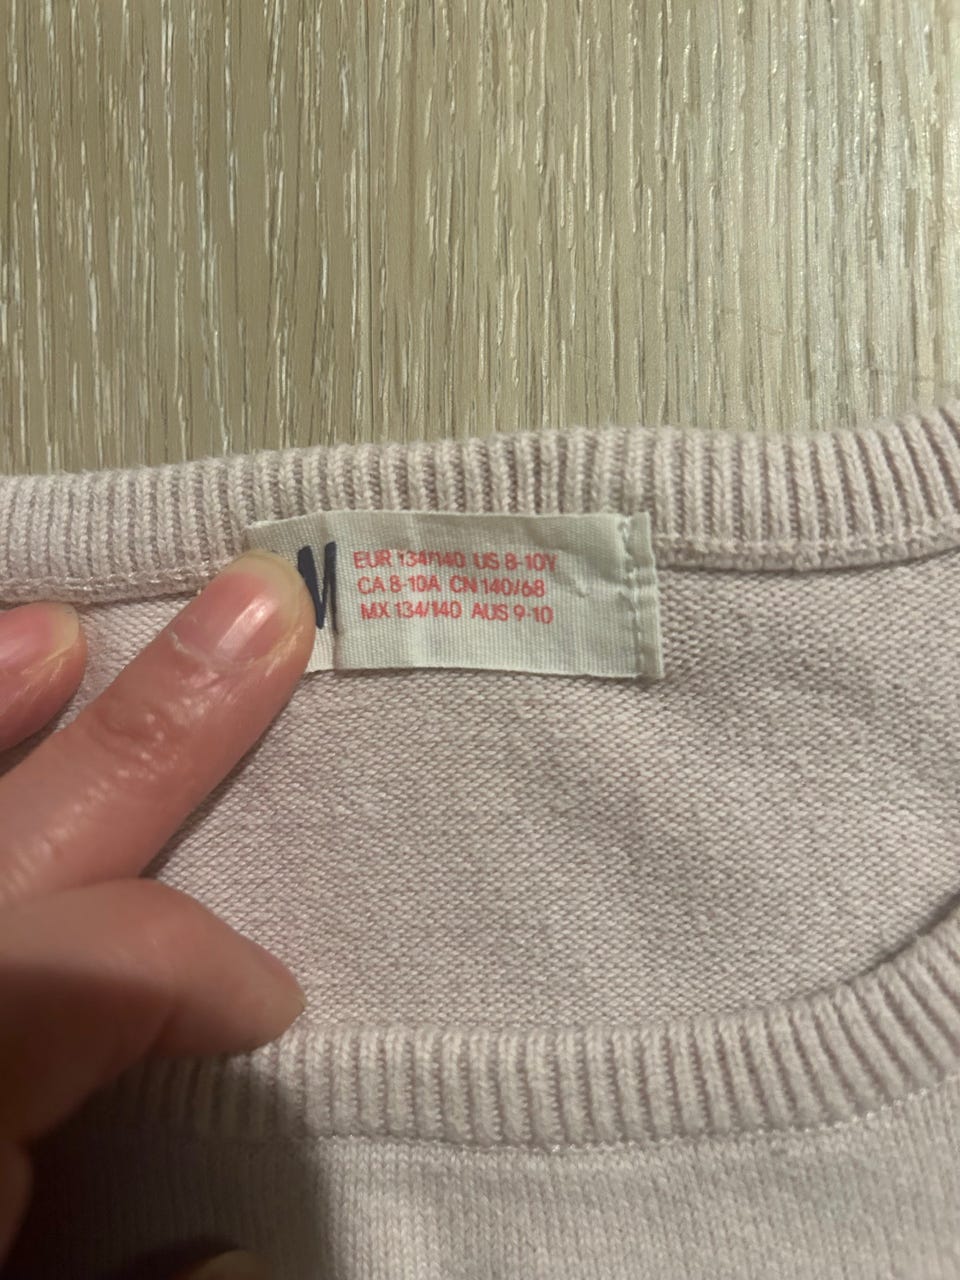 M
EUR 134/140 US 8-10Y
CA 8-10A CN 140/68
MX 134/140 AUS 9-10